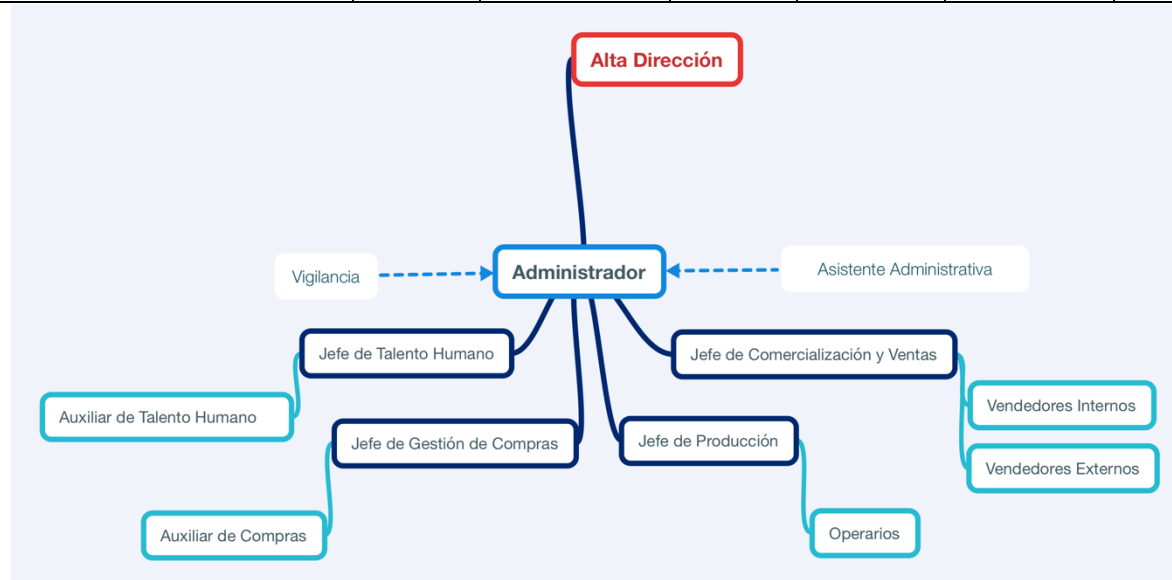 Alta Dirección
Vigilancia
Administrador
Asistente Administrativa
Jefe de Talento Humano
Jefe de Comercialización y Ventas
Auxiliar de Talento Humano
Vendedores Internos
Jefe de Gestión de Compras
Jefe de Producción
Vendedores Externos
Auxiliar de Compras
Operarios